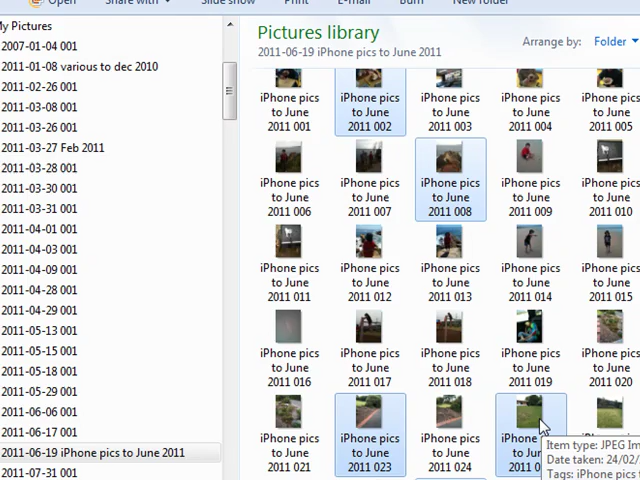 Open Share with Slide show Print E-mail Burn New folder
My Pictures
2007-01-04 001
2011-01-08 various to dec 2010
2011-02-26 001
2011-03-08 001
2011-03-26 001
2011-03-27 Feb 2011
2011-03-28 001
2011-03-30 001
2011-03-31 001
2011-04-01 001
2011-04-03 001
2011-04-09 001
2011-04-28 001
2011-04-29 001
2011-05-13 001
2011-05-15 001
2011-05-18 001
2011-05-29 001
2011-06-06 001
2011-06-17 001
2011-06-19 iPhone pics to June 2011
2011-07-31 001
Pictures library
2011-06-19 iPhone pics to June 2011
Arrange by: Folder
iPhone pics iPhone pics iPhone pics iPhone pics iPhone pics
to June to June to June to June to June
2011 001 2011 002 2011 003 2011 004 2011 005
iPhone pics iPhone pics iPhone pics iPhone pics iPhone pics
to June to June to June to June to June
2011 006 2011 007 2011 008 2011 009 2011 010
iPhone pics iPhone pics iPhone pics iPhone pics iPhone pics
to June to June to June to June to June
2011 011 2011 012 2011 013 2011 014 2011 015
iPhone pics iPhone pics iPhone pics iPhone pics iPhone pics
to June to June to June to June to June
2011 016 2011 017 2011 018 2011 019 2011 020
iPhone pics iPhone pics iPhone pics iPhone
to June to June to June to June
2011 021 2011 023 2011 024 2011
Item type: JPEG Im
Date taken: 24/02/
Tags: iPhone pics